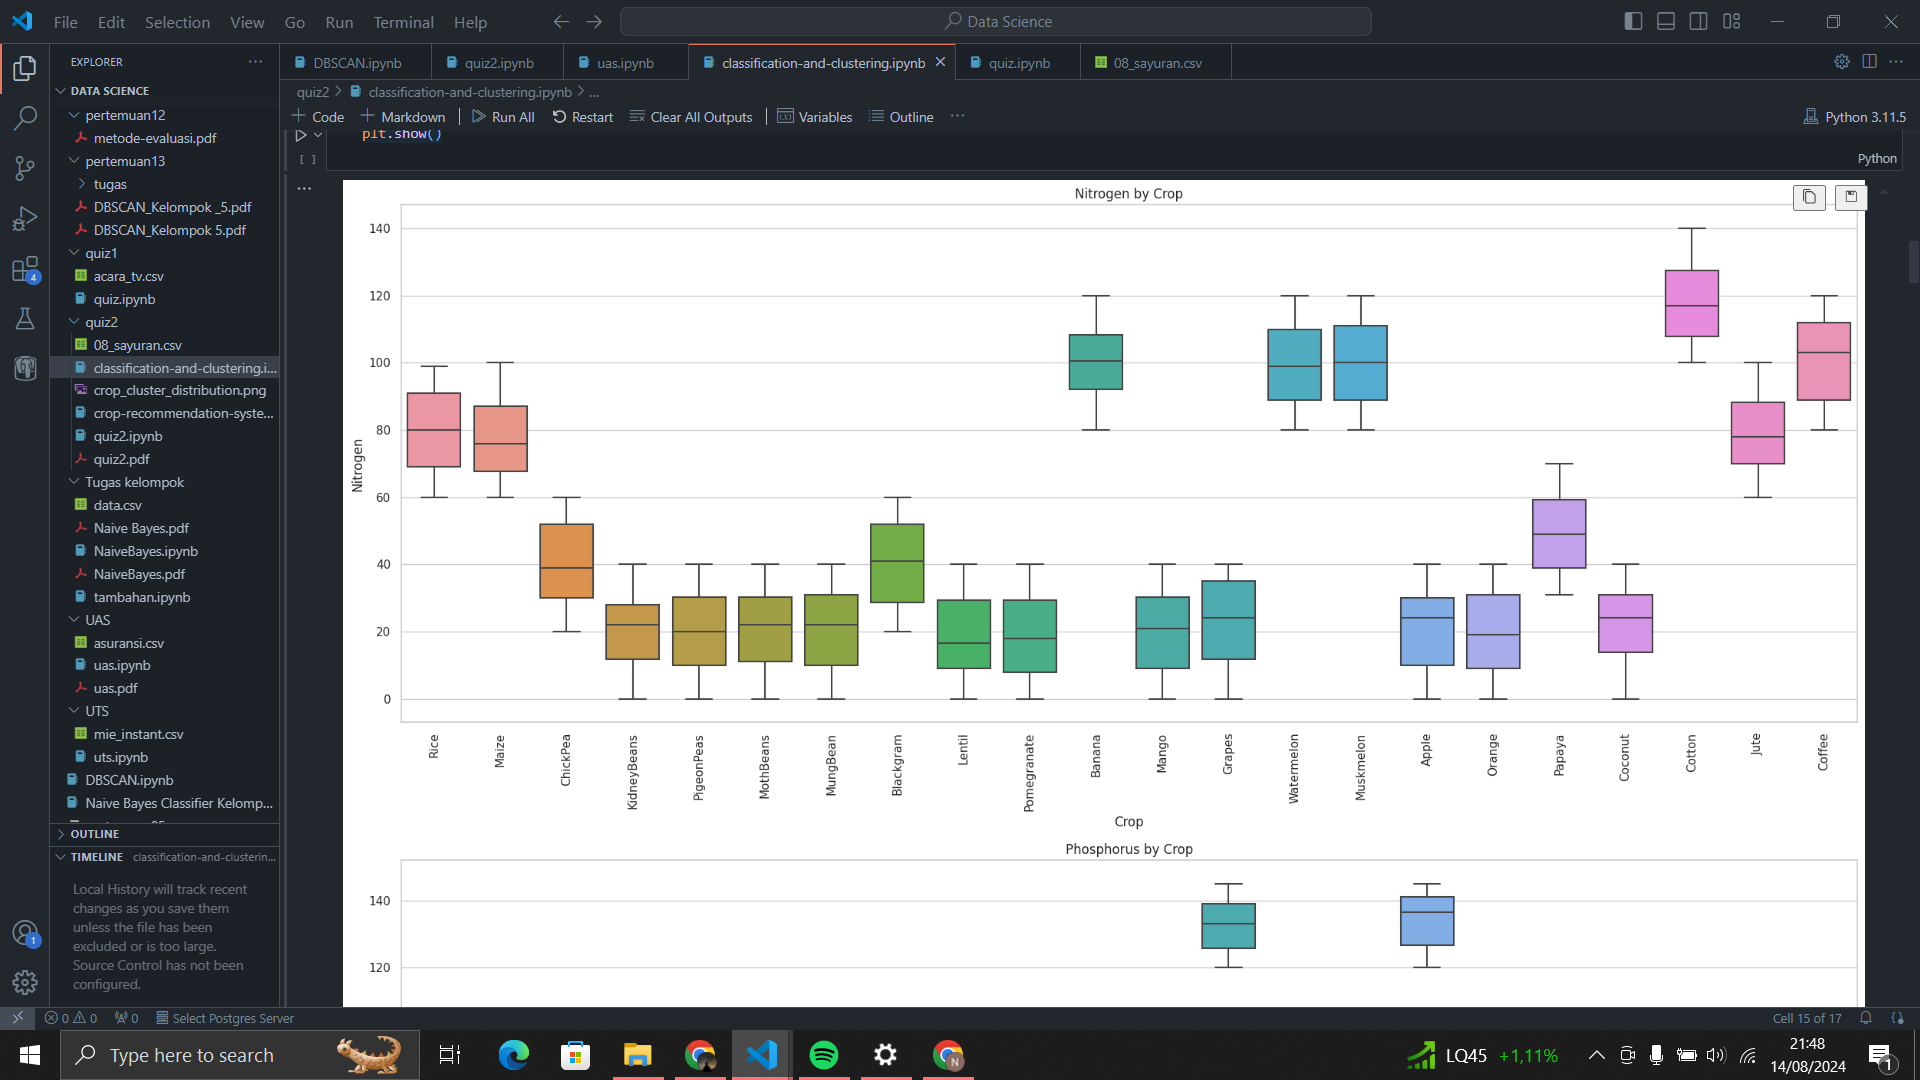 File Edit Selection View Go Run Terminal Help
Data Science
EXPLORER
DATA SCIENCE
pertemuan12
metode-evaluasi.pdf
pertemuan13
tugas
DBSCAN_Kelompok _5.pdf
DBSCAN_Kelompok 5.pdf
quiz1
acara_tv.csv
quiz.ipynb
quiz2
08_sayuran.csv
classification-and-clustering.i...
crop_cluster_distribution.png
crop-recommendation-syste...
quiz2.ipynb
quiz2.pdf
Tugas kelompok
data.csv
Naive Bayes.pdf
NaiveBayes.ipynb
NaiveBayes.pdf
tambahan.ipynb
UAS
asuransi.csv
uas.ipynb
uas.pdf
UTS
mie_instant.csv
uts.ipynb
DBSCAN.ipynb
Naive Bayes Classifier Kelomp...
OUTLINE
TIMELINE classification-and-clusterin...
Local History will track recent
changes as you save them
unless the file has been
excluded or is too large.
Source Control has not been
configured.
4
1
DBSCAN.ipynb quiz2.ipynb uas.ipynb classification-and-clustering.ipynb quiz.ipynb 08_sayuran.csv
quiz2 > classification-and-clustering.ipynb > ...
Code Markdown Run All Restart Clear All Outputs Variables Outline ... Python 3.11.5
plt.show()
[ ]
Python
Nitrogen by Crop
140
120
100
80
60
40
20
0
Nitrogen
Rice
Maize
ChickPea
KidneyBeans
PigeonPeas
MothBeans
MungBean
Blackgram
Lentil
Pomegranate
Banana
Mango
Grapes
Watermelon
Muskmelon
Apple
Orange
Papaya
Coconut
Cotton
Jute
Coffee
Crop
Phosphorus by Crop
140
120
0 0 0 Select Postgres Server
Cell 15 of 17
Type here to search
N
LQ45 +1,11%
21:48
14/08/2024
1